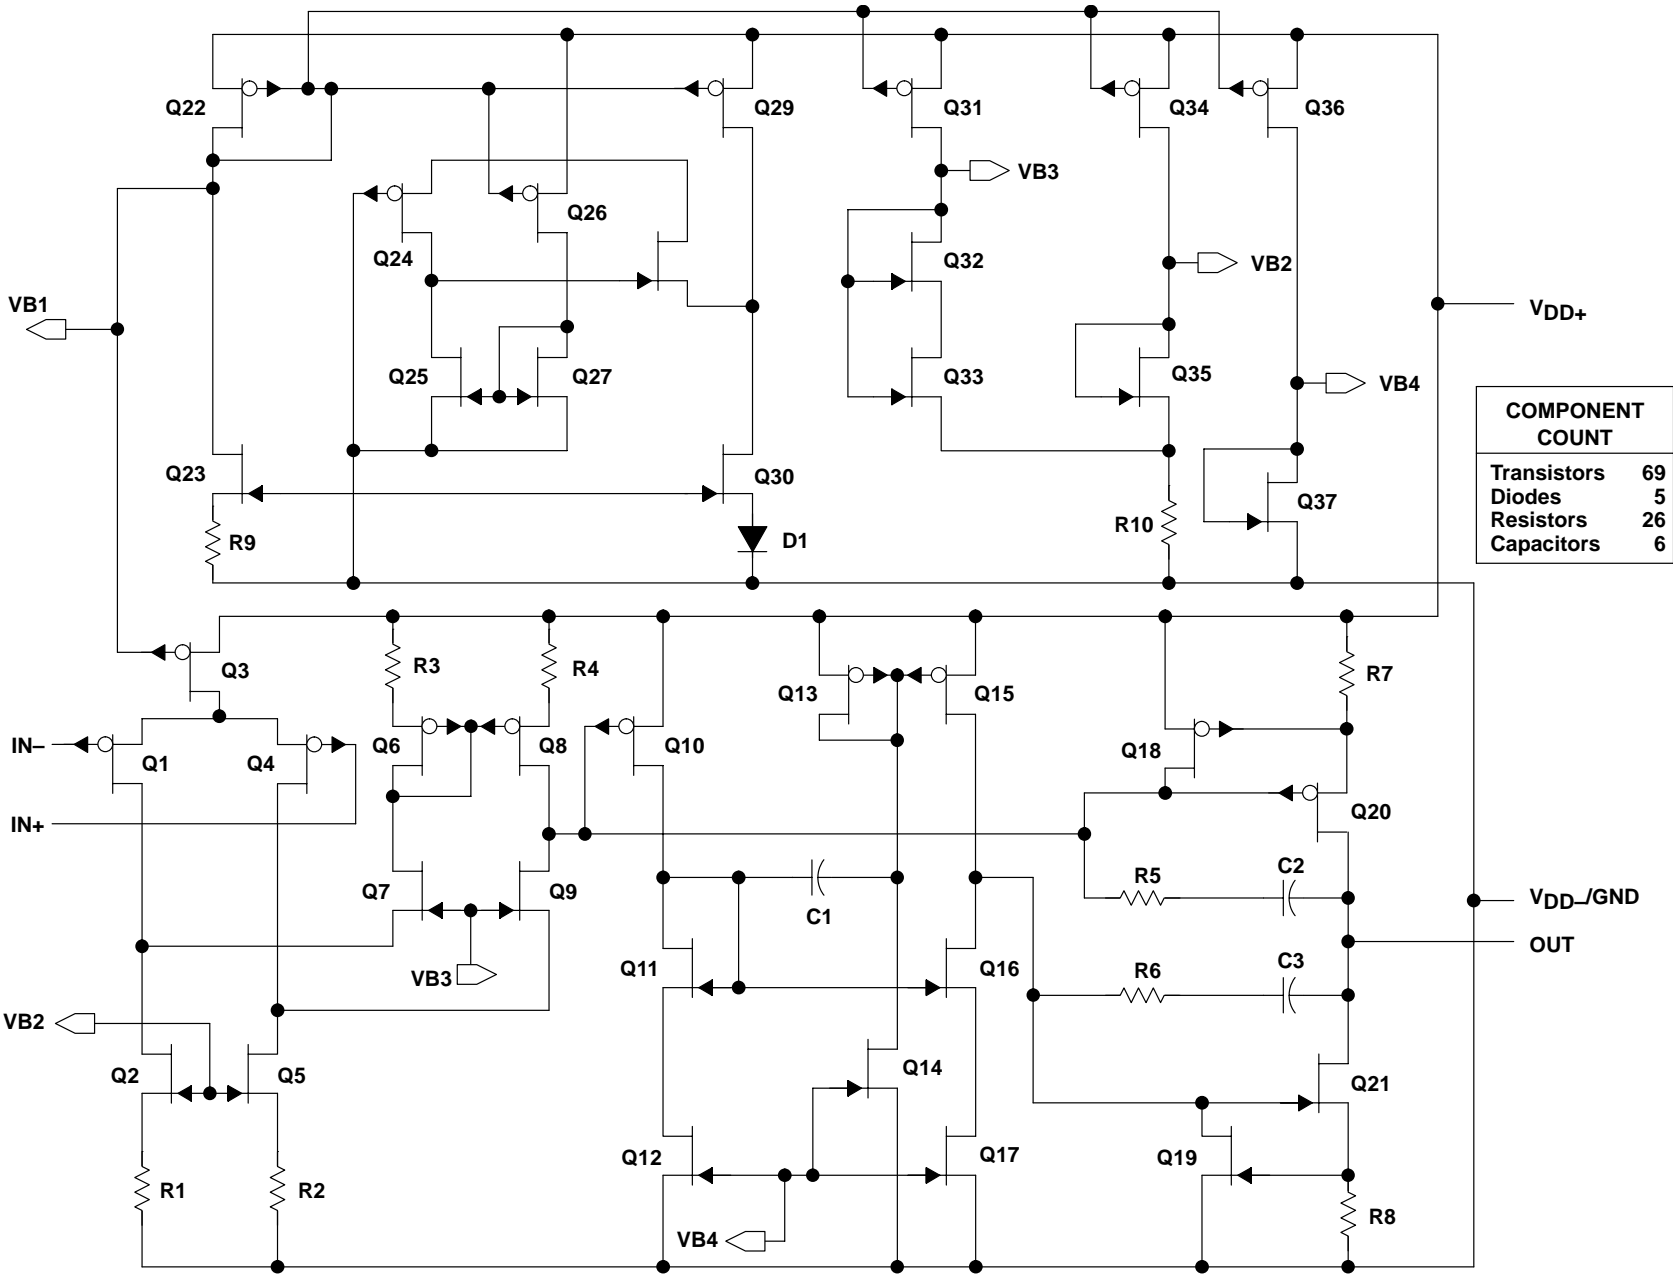 Q22
Q29
Q31
Q34
Q36
VB3
Q26
Q24
Q32
VB2
VB1
VDD+
Q25
Q27
Q33
Q35
VB4
COMPONENT
COUNT
Transistors 69
Diodes 5
Resistors 26
Capacitors 6
Q23
Q30
Q37
R9
D1
R10
Q3
R3
R4
Q13
Q15
R7
IN–
Q1
Q4
Q6
Q8
Q10
Q18
IN+
Q20
Q7
Q9
C1
R5
C2
VDD–/GND
OUT
VB3
Q11
Q16
R6
C3
VB2
Q2
Q5
Q14
Q21
Q12
Q17
Q19
R1
R2
R8
VB4